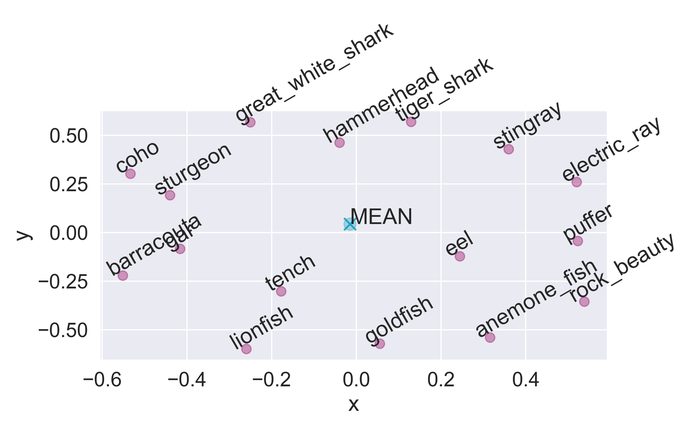 great_white_shark
hammerhead
tiger_shark
stingray
coho
sturgeon
electric_ray
MEAN
barracouta
gar
eel
puffer
tench
anemone_fish
rock_beauty
lionfish
goldfish
0.50
0.25
0.00
−0.25
−0.50
y
−0.6
−0.4
−0.2
0.0
0.2
0.4
x